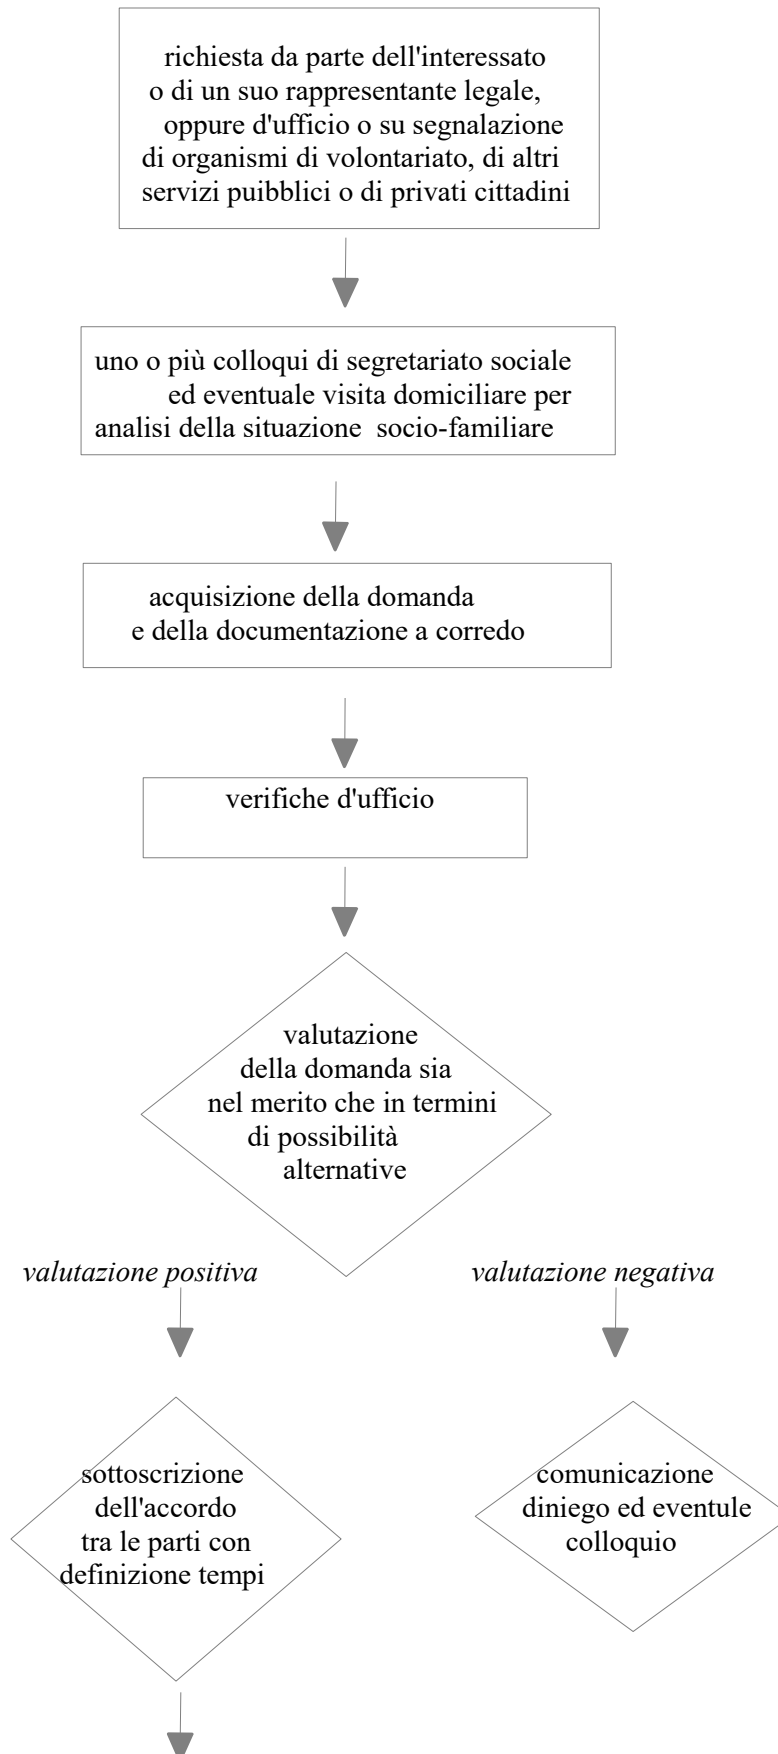 richiesta da parte dell'interessato
o di un suo rappresentante legale,
oppure d'ufficio o su segnalazione
di organismi di volontariato, di altri
servizi puibblici o di privati cittadini
uno o più colloqui di segretariato sociale
ed eventuale visita domiciliare per
analisi della situazione socio-familiare
acquisizione della domanda
e della documentazione a corredo
verifiche d'ufficio
valutazione
della domanda sia
nel merito che in termini
di possibilità
alternative
valutazione positiva
valutazione negativa
sottoscrizione
dell'accordo
tra le parti con
definizione tempi
comunicazione
diniego ed eventule
colloquio